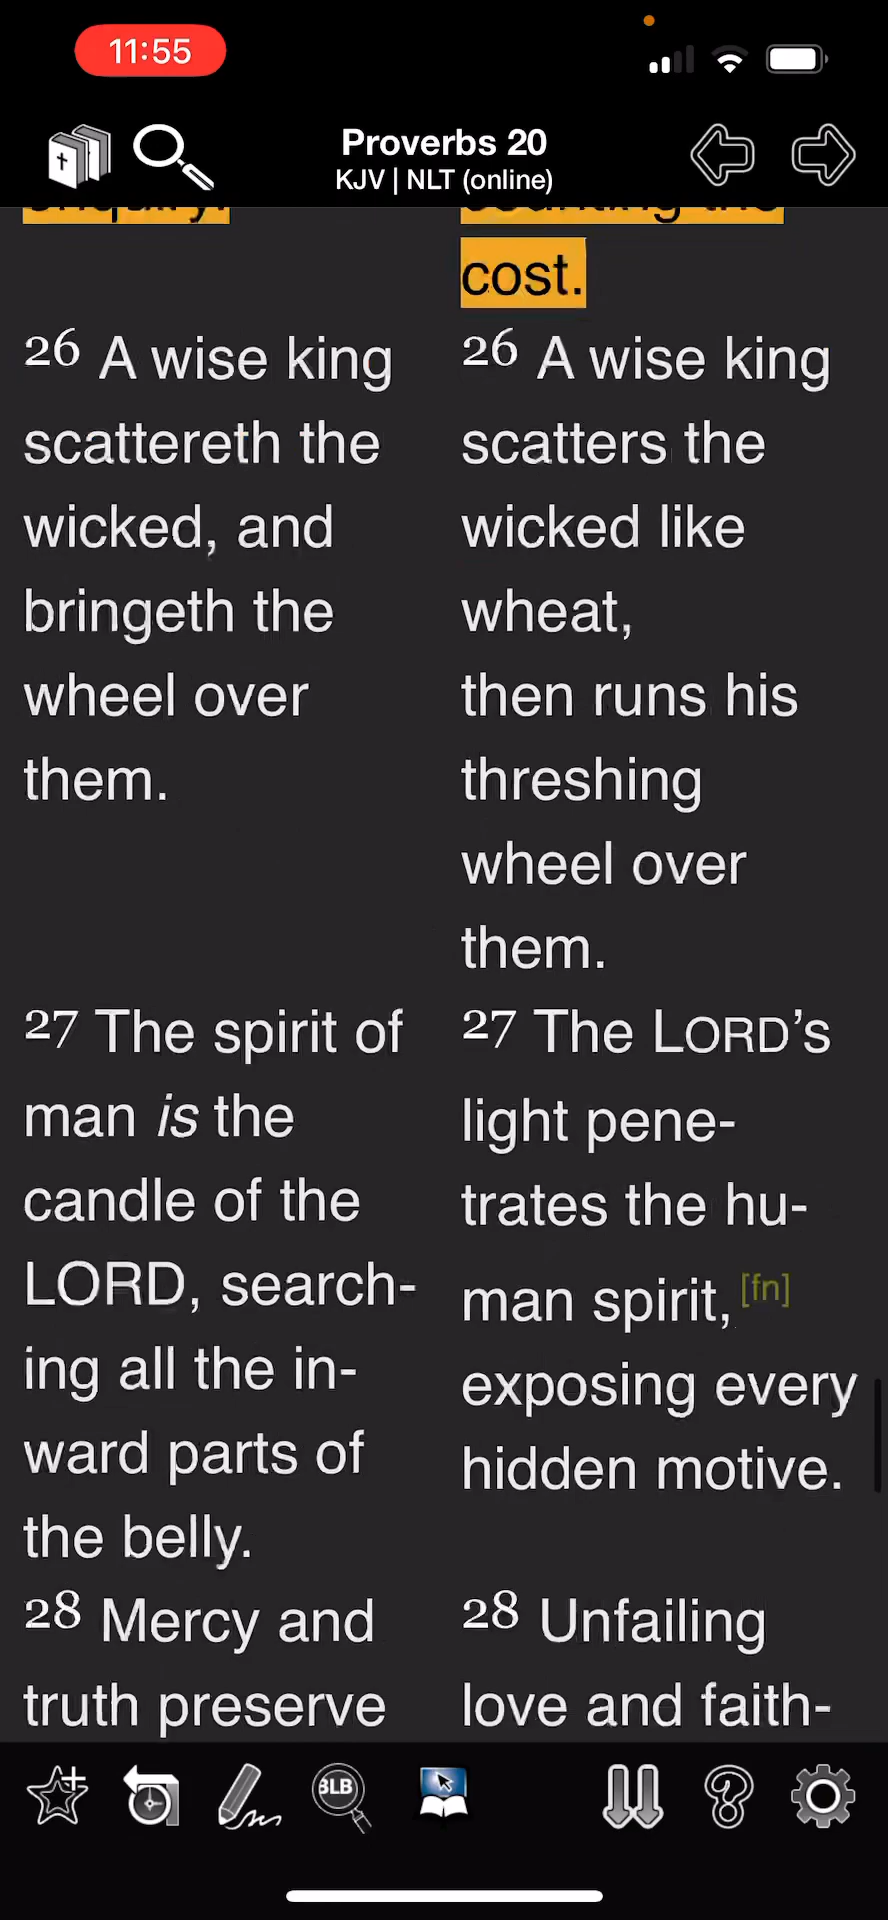 11:55
Proverbs 20
KJV | NLT (online)
enquiry.
counting the
cost.
26 A wise king
scattereth the
wicked, and
bringeth the
wheel over
them.
26 A wise king
scatters the
wicked like
wheat,
then runs his
threshing
wheel over
them.
27 The spirit of
man is the
candle of the
LORD, search-
ing all the in-
ward parts of
the belly.
27 The LORD’s
light pene-
trates the hu-
man spirit, [fn]
exposing every
hidden motive.
28 Mercy and
truth preserve
28 Unfailing
love and faith-
BLB